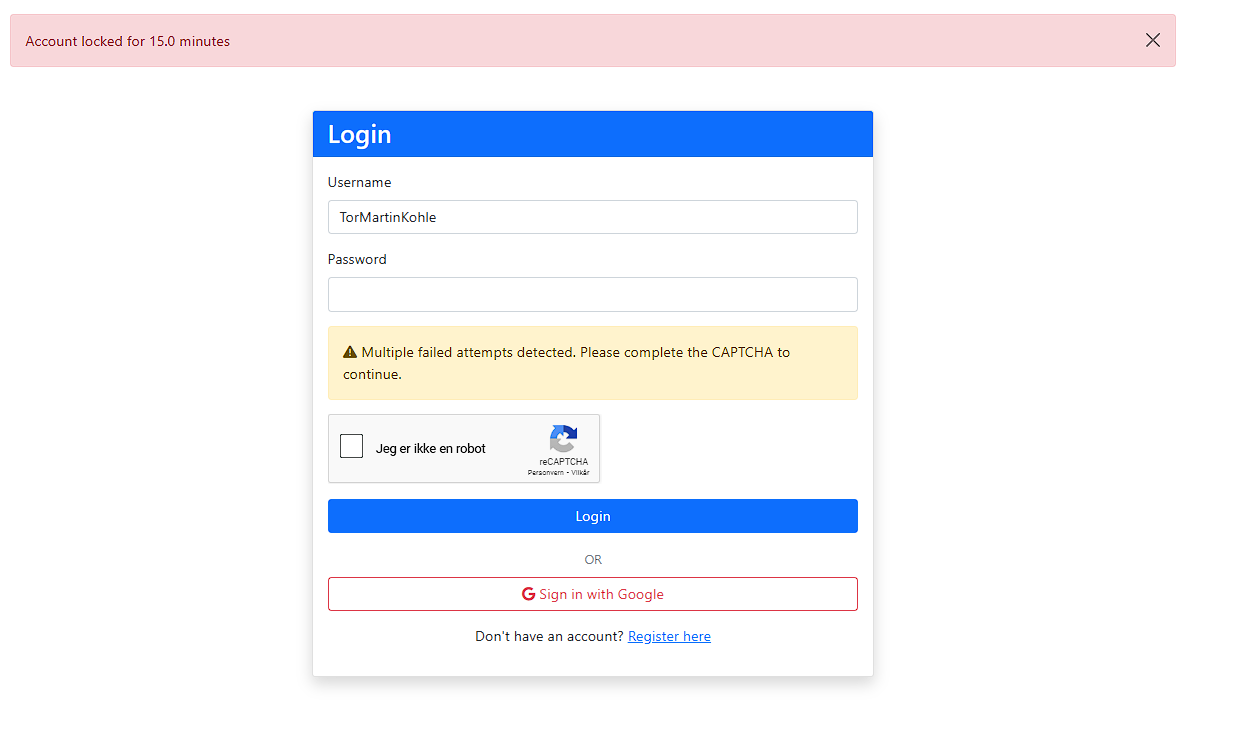 Account locked for 15.0 minutes
Login
Username
TorMartinKohle
Password
Multiple failed attempts detected. Please complete the CAPTCHA to
continue.
Jeg er ikke en robot
reCAPTCHA
Personvern - Vilkår
Login
OR
Sign in with Google
Don't have an account? Register here